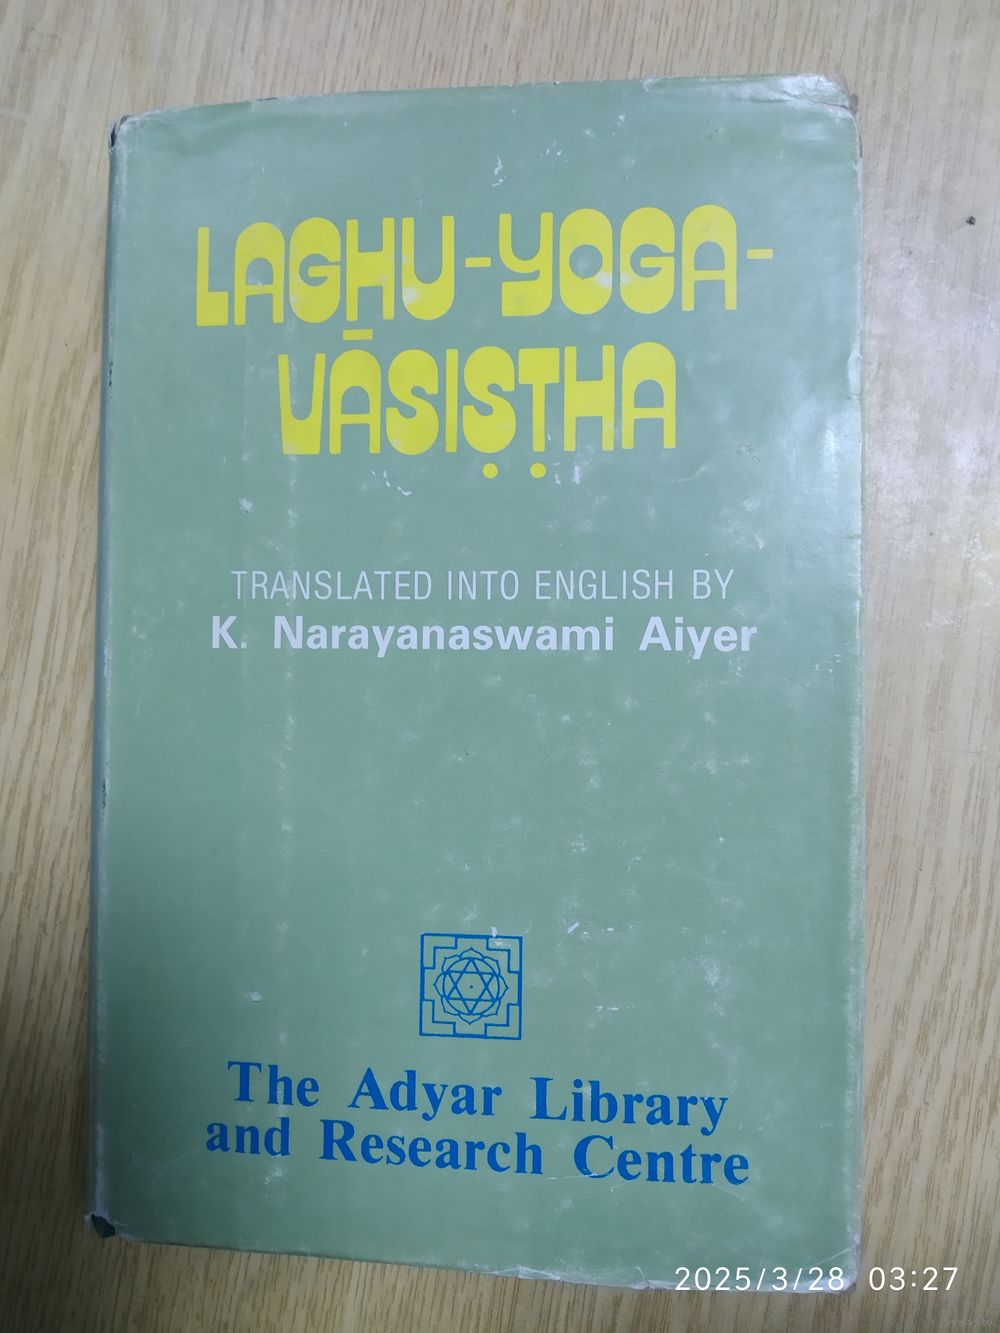 LAGHU-YOGA-
VĀSIṢṬHA
TRANSLATED INTO ENGLISH BY
K. Narayanaswami Aiyer
The Adyar Library
and Research Centre
2025/3/28 03:27